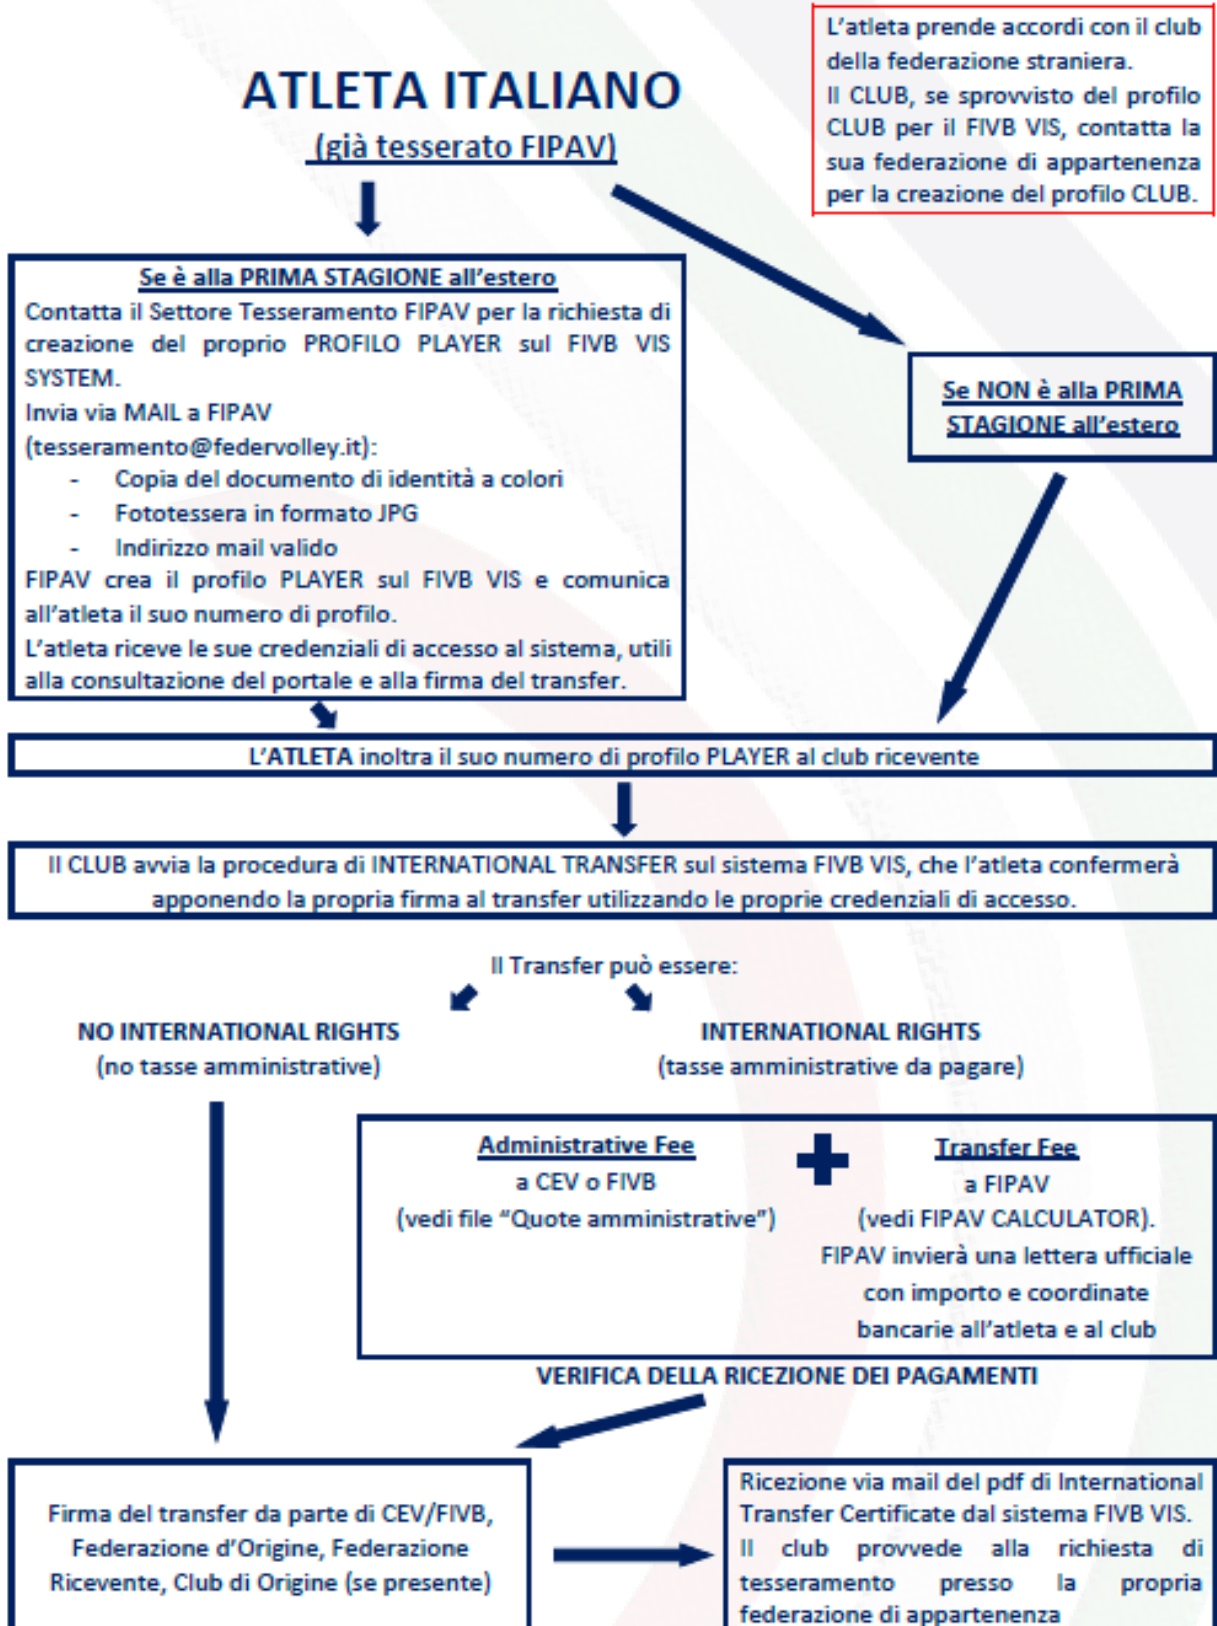 L'atleta prende accordi con il club
della federazione straniera.
Il CLUB, se sprovvisto del profilo
CLUB per il FIVB VIS, contatta la
sua federazione di appartenenza
per la creazione del profilo CLUB.
ATLETA ITALIANO
(già tesserato FIPAV)
Se è alla PRIMA STAGIONE all'estero
Contatta il Settore Tesseramento FIPAV per la richiesta di
creazione del proprio PROFILO PLAYER sul FIVB VIS
SYSTEM.
Invia via MAIL a FIPAV
(tesseramento@federvolley.it):
- Copia del documento di identità a colori
- Fototessera in formato JPG
- Indirizzo mail valido
FIPAV crea il profilo PLAYER sul FIVB VIS e comunica
all'atleta il suo numero di profilo.
L'atleta riceve le sue credenziali di accesso al sistema, utili
alla consultazione del portale e alla firma del transfer.
Se NON è alla PRIMA
STAGIONE all'estero
L'ATLETA inoltra il suo numero di profilo PLAYER al club ricevente
Il CLUB avvia la procedura di INTERNATIONAL TRANSFER sul sistema FIVB VIS, che l'atleta confermerà
apponendo la propria firma al transfer utilizzando le proprie credenziali di accesso.
Il Transfer può essere:
NO INTERNATIONAL RIGHTS
(no tasse amministrative)
INTERNATIONAL RIGHTS
(tasse amministrative da pagare)
Administrative Fee
a CEV o FIVB
(vedi file "Quote amministrative")
Transfer Fee
a FIPAV
(vedi FIPAV CALCULATOR).
FIPAV invierà una lettera ufficiale
con importo e coordinate
bancarie all'atleta e al club
VERIFICA DELLA RICEZIONE DEI PAGAMENTI
Firma del transfer da parte di CEV/FIVB,
Federazione d'Origine, Federazione
Ricevente, Club di Origine (se presente)
Ricezione via mail del pdf di International
Transfer Certificate dal sistema FIVB VIS.
Il club provvede alla richiesta di
tesseramento presso la propria
federazione di appartenenza